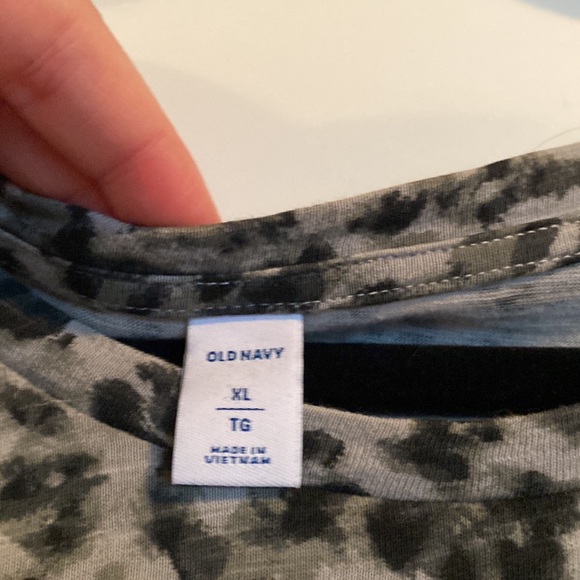 OLD NAVY
XL
TG
MADE IN
VIETNAM